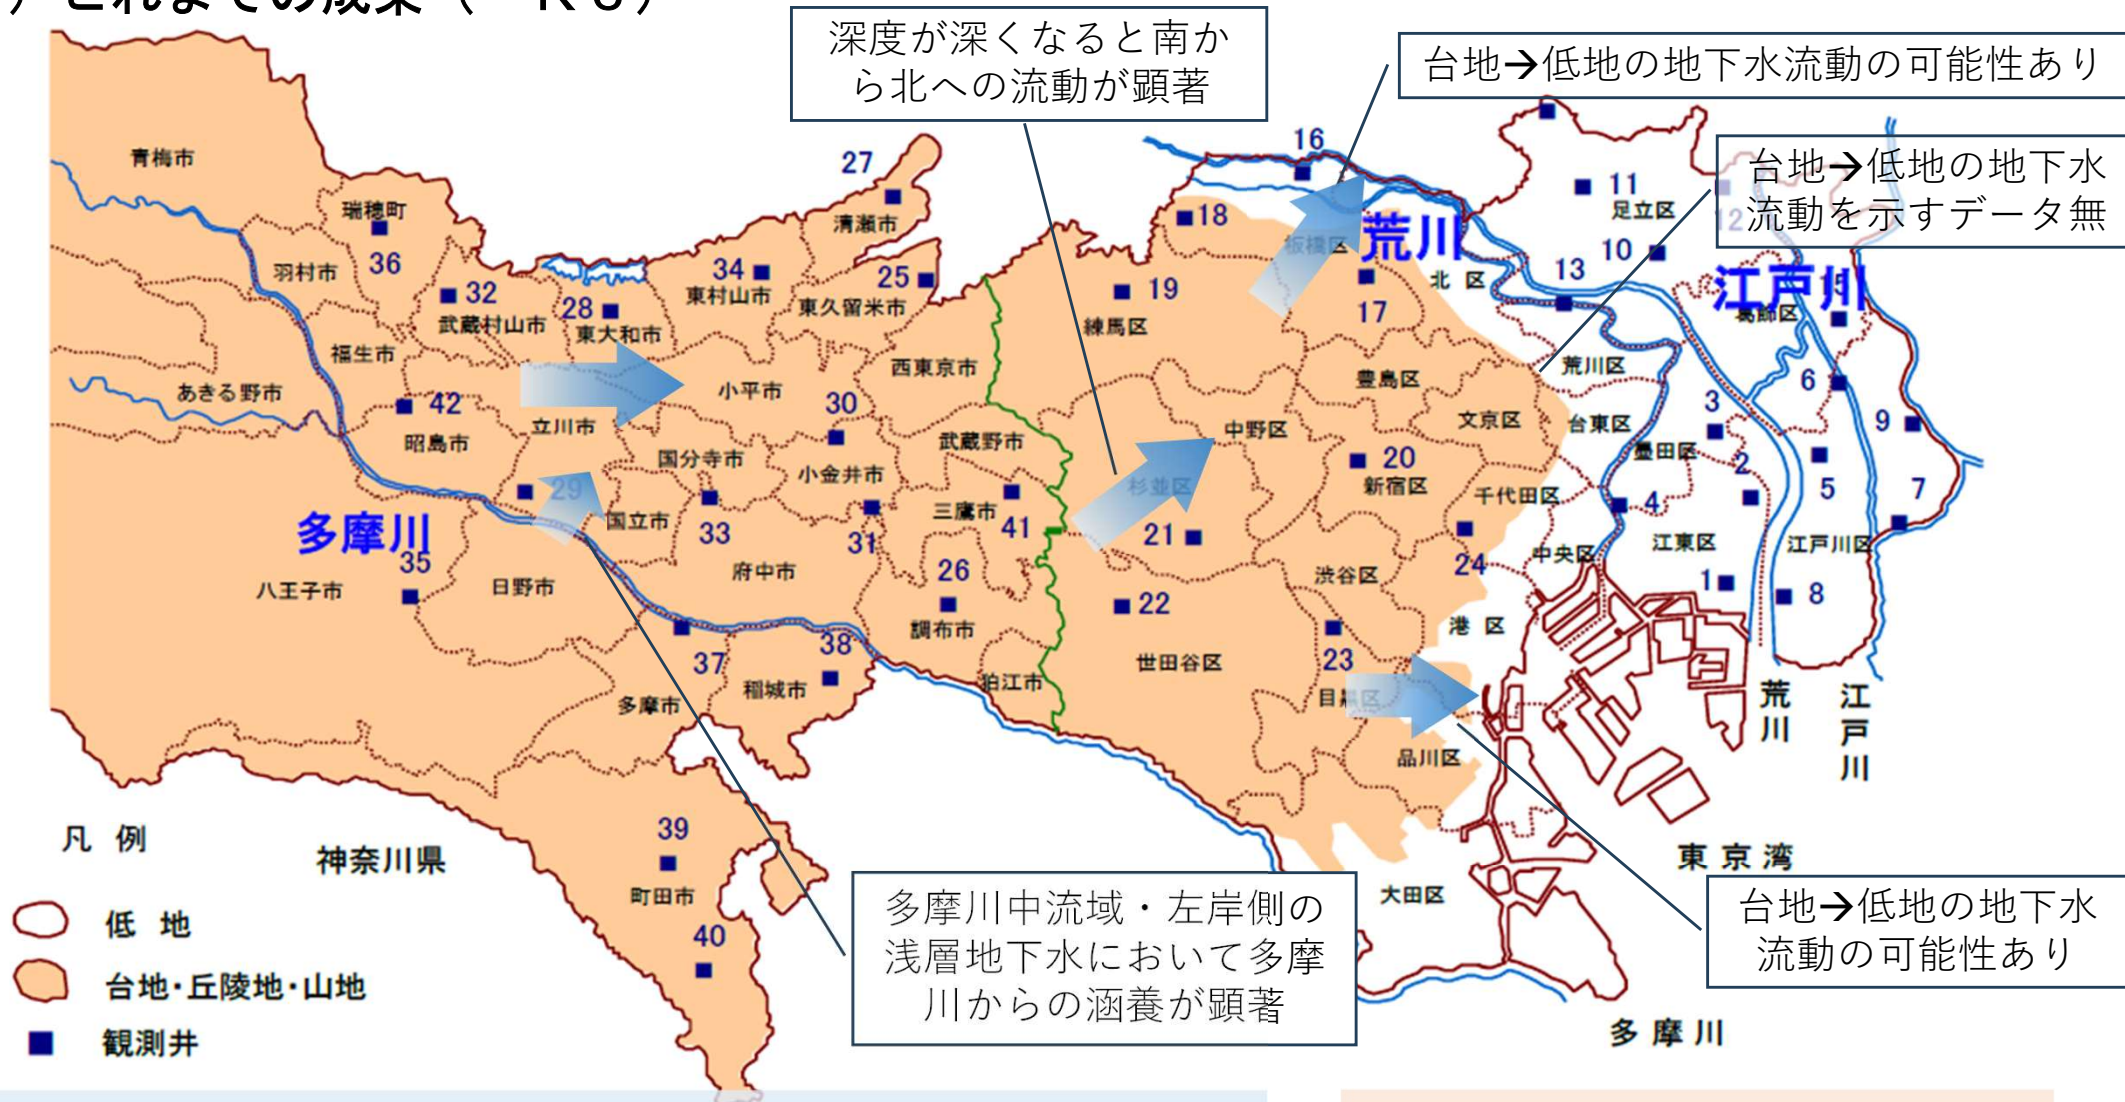 これまでの成果（
深度が深くなると南か
ら北への流動が顕著
台地→低地の地下水流動の可能性あり
台地→低地の地下水
流動を示すデータ無
青梅市
瑞穂町
36
羽村市
32
武蔵村山市
28
東大和市
34
東村山市
27
清瀬市
25
東久留米市
福生市
あきる野市
42
昭島市
立川市
小平市
西東京市
30
小金井市
武蔵野市
国分寺市
29
国立市
33
31
三鷹市
41
多摩川
35
八王子市
日野市
府中市
26
調布市
37
38
多摩市
稲城市
狛江市
39
町田市
40
16
18
19
練馬区
板橋区
荒川
17
北 区
13
11
足立区
10
12
江戸川
葛飾区
荒川区
豊島区
文京区
台東区
中野区
杉並区
21
20
新宿区
千代田区
24
3
墨田区
2
4
6
5
9
7
江東区
江戸川区
中央区
1
8
22
世田谷区
渋谷区
港 区
23
目黒区
品川区
荒川
江戸川
東京湾
大田区
多摩川
神奈川県
凡 例
低 地
台地・丘陵地・山地
観測井
多摩川中流域・左岸側の
浅層地下水において多摩
川からの涵養が顕著
台地→低地の地下水
流動の可能性あり